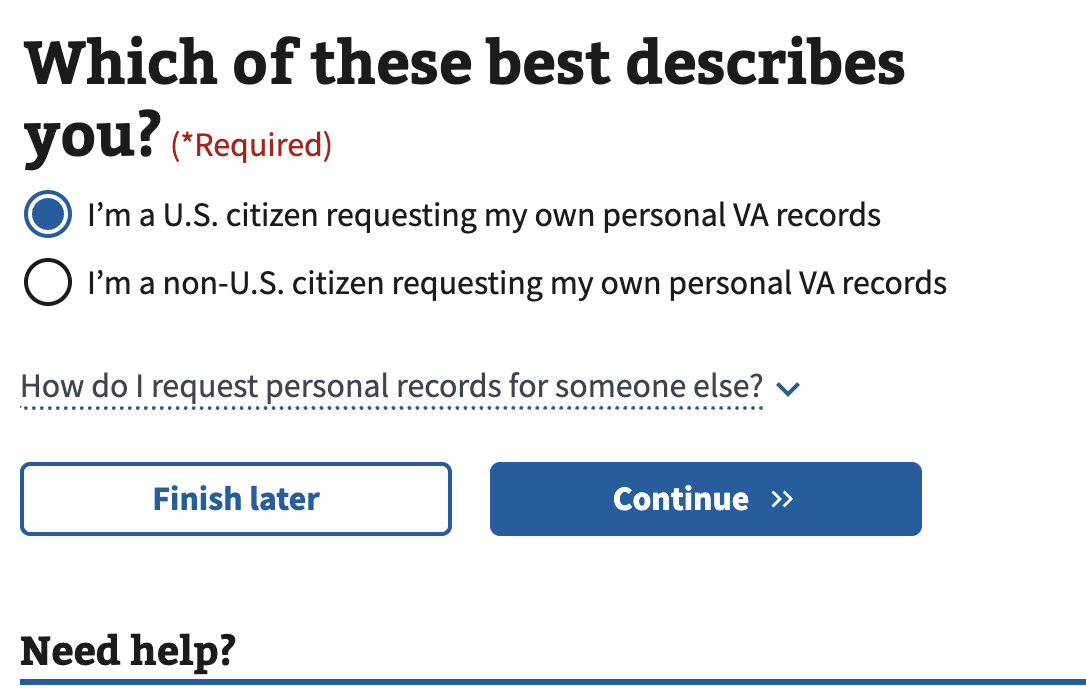 Which of these best describes
you? (*Required)
I’m a U.S. citizen requesting my own personal VA records
I’m a non-U.S. citizen requesting my own personal VA records
How do I request personal records for someone else?
Finish later
Continue
Need help?